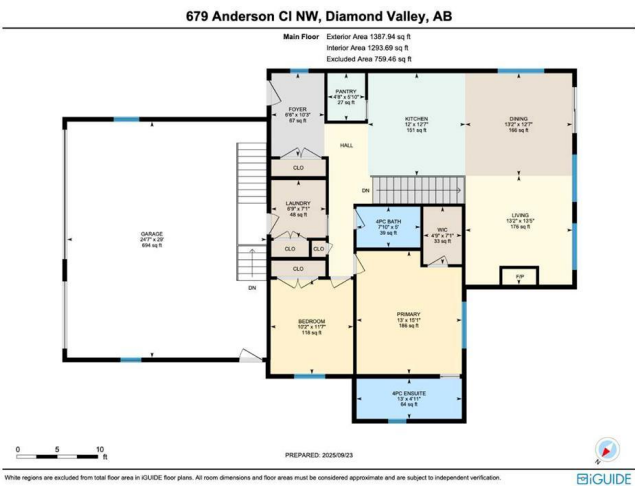 679 Anderson Cl NW, Diamond Valley, AB
Main Floor Exterior Area 1387.94 sq ft
Interior Area 1293.69 sq ft
Excluded Area 759.46 sq ft
FOYER
6'6" x 10'3"
67 sq ft
PANTRY
4'8" x 5'10"
27 sq ft
KITCHEN
12' x 12'7"
151 sq ft
DINING
13'2" x 12'7"
166 sq ft
HALL
CLO
DN
LAUNDRY
6'9" x 7'1"
48 sq ft
4PC BATH
7'10" x 5'
39 sq ft
WIC
4'9" x 7'1"
33 sq ft
LIVING
13'2" x 13'5"
176 sq ft
GARAGE
24'7" x 29'
694 sq ft
CLO
CLO
CLO
F/P
DN
BEDROOM
10'2" x 11'7"
118 sq ft
PRIMARY
13' x 15'1"
186 sq ft
4PC ENSUITE
13' x 4'11"
64 sq ft
0 5 10
ft
PREPARED: 2025/09/23
N
White regions are excluded from total floor area in iGUIDE floor plans. All room dimensions and floor areas must be considered approximate and are subject to independent verification.
iGUIDE